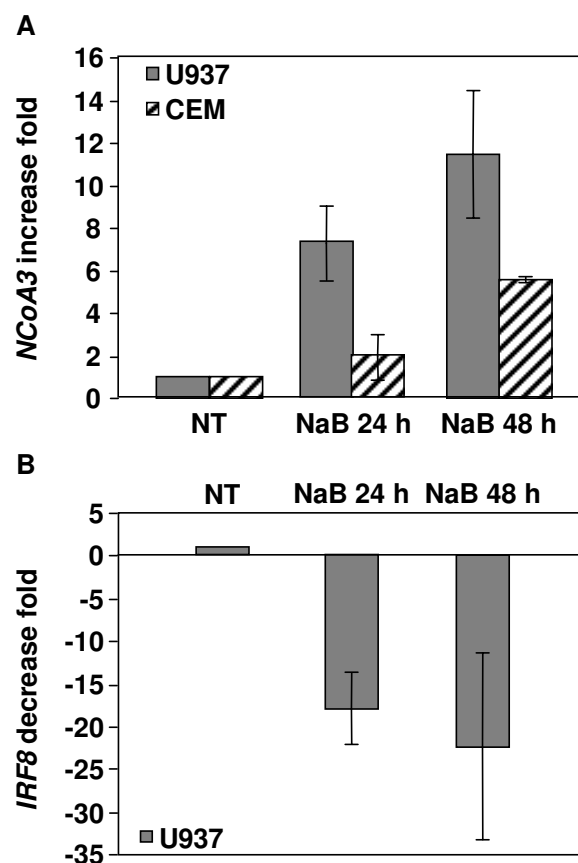 A
16
14
12
10
8
6
4
2
0
NCoA3 increase fold
U937
CEM
NT NaB 24 h NaB 48 h
B
NT NaB 24 h NaB 48 h
5
0
-5
-10
-15
-20
-25
-30
-35
IRF8 decrease fold
U937